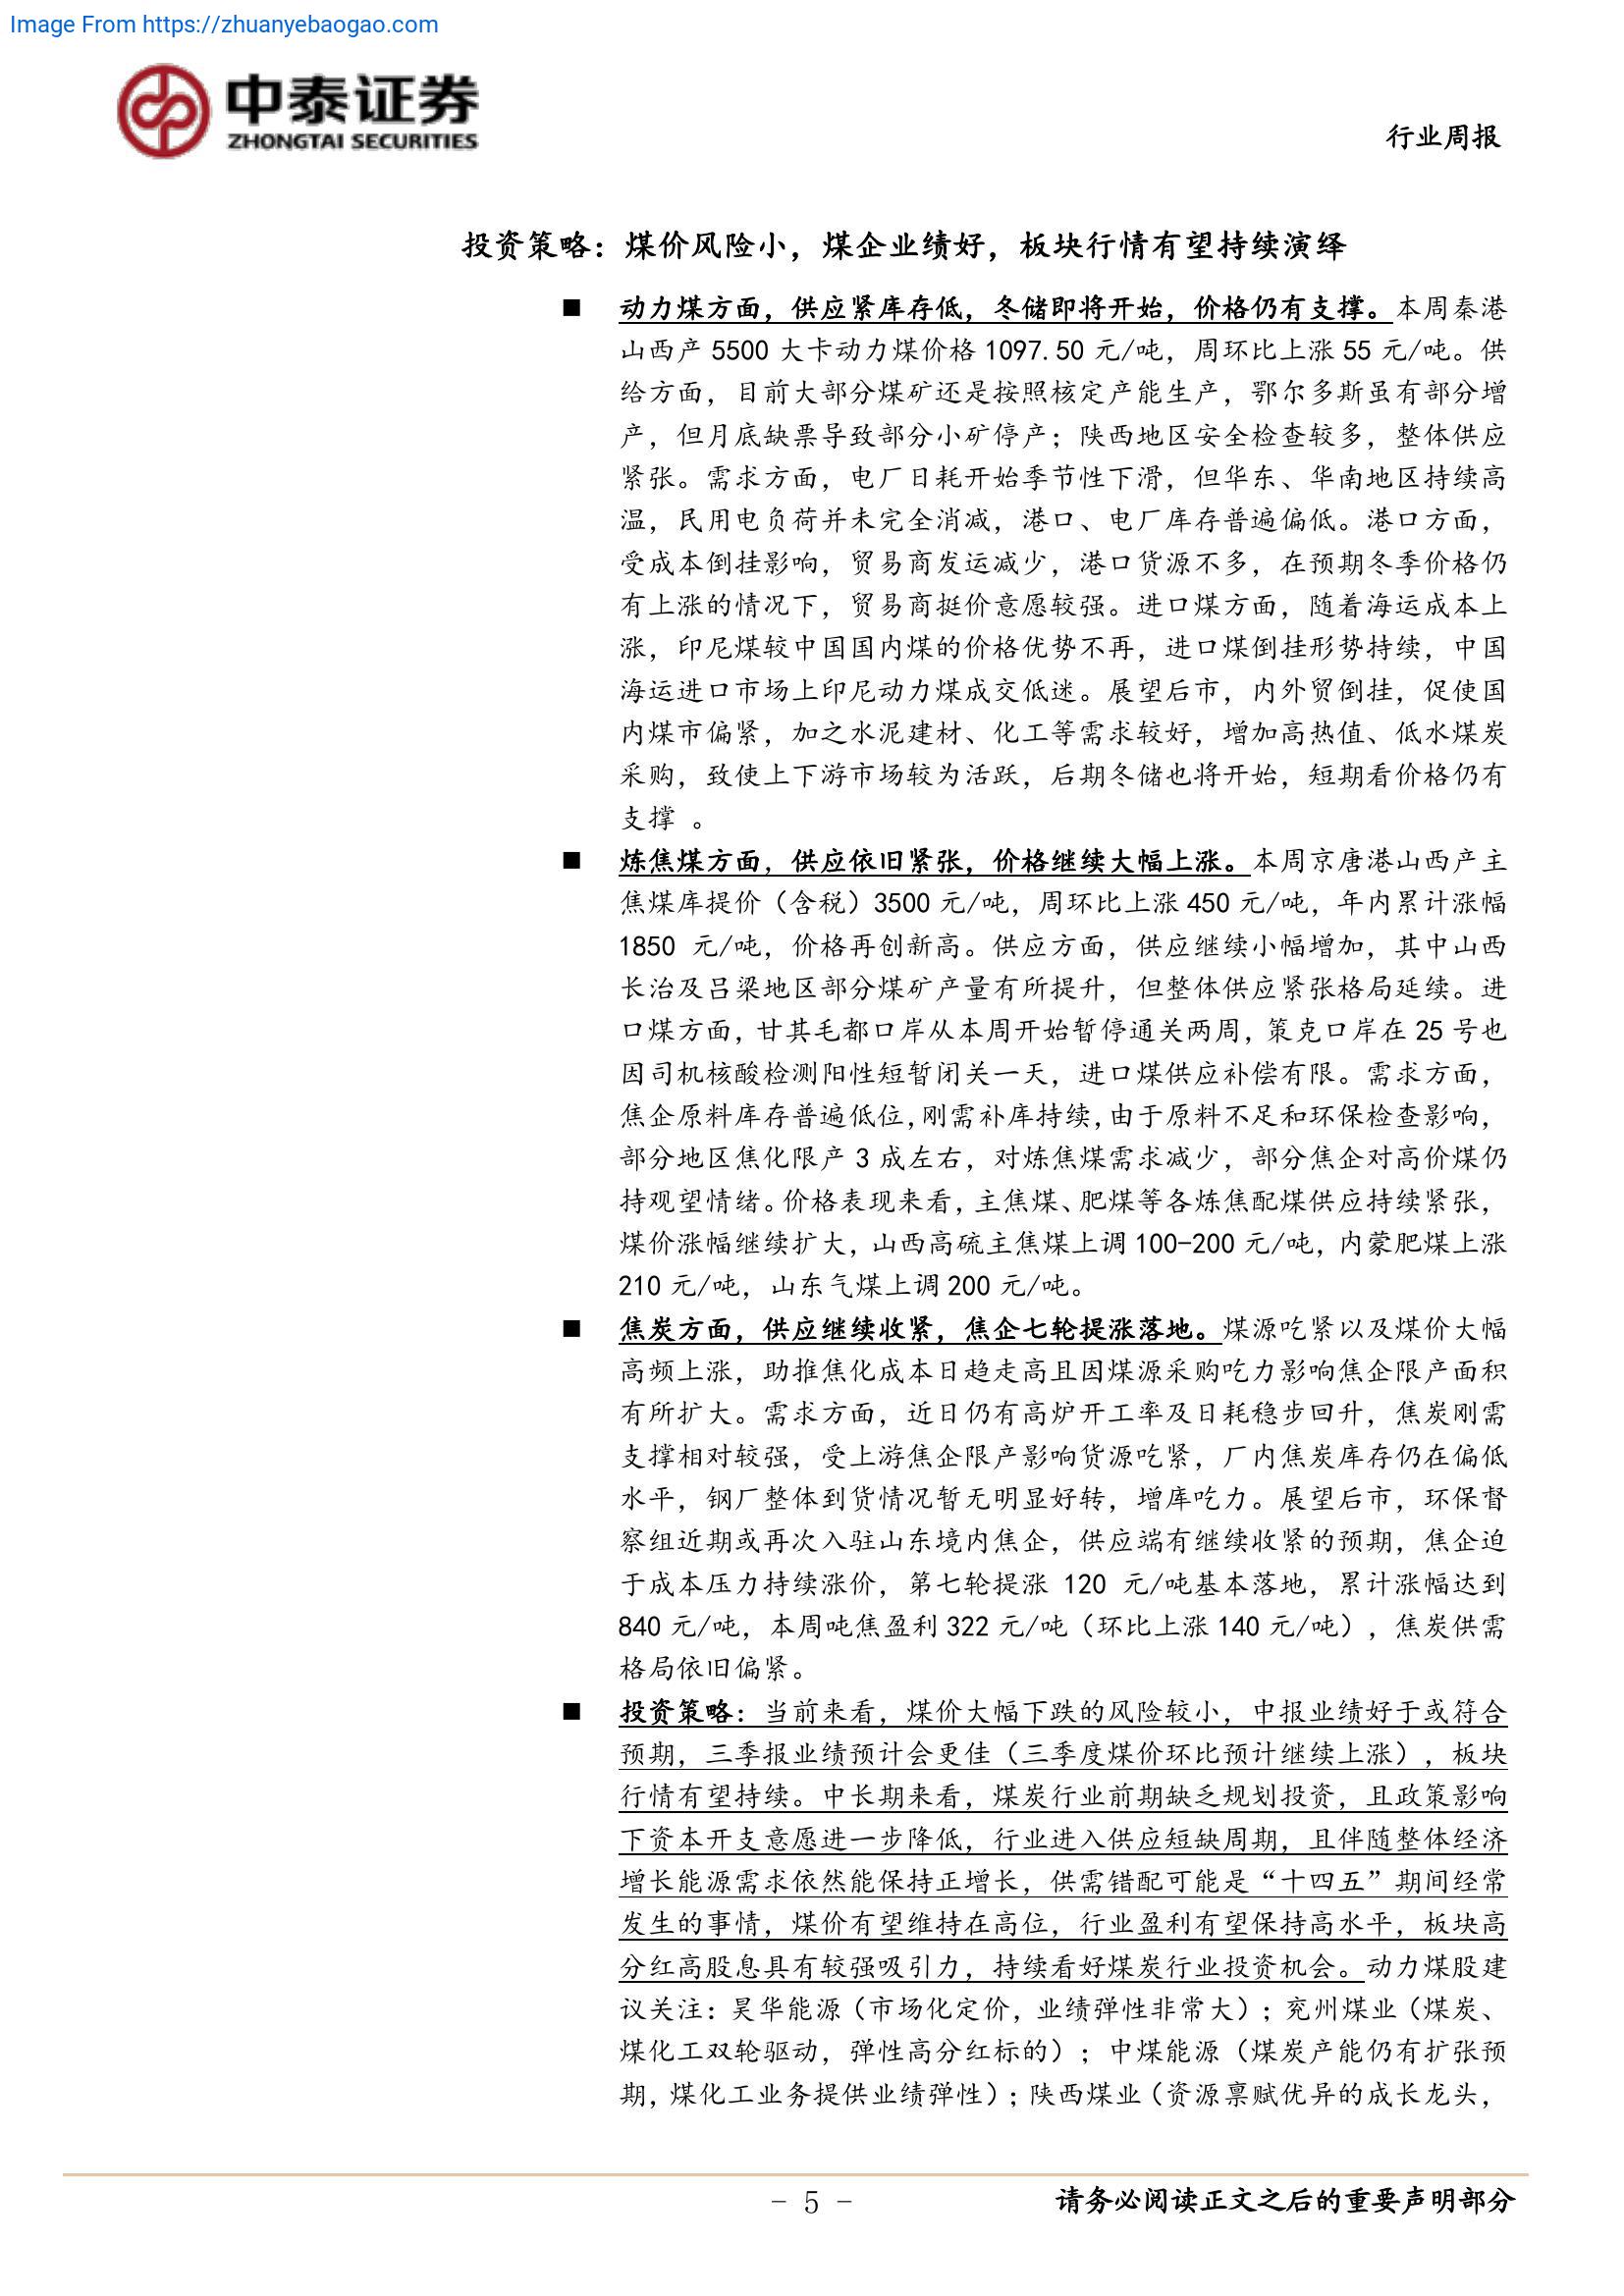 Image From https://zhuanyebaogao.com
中泰证券
ZHONGTAI SECURITIES
行业周报
投资策略：煤价风险小，煤企业绩好，板块行情有望持续演绎
■ 动力煤方面，供应紧库存低，冬储即将开始，价格仍有支撑。本周秦港
山西产 5500 大卡动力煤价格 1097.50 元/吨，周环比上涨 55 元/吨。供
给方面，目前大部分煤矿还是按照核定产能生产，鄂尔多斯虽有部分增
产，但月底缺票导致部分小矿停产；陕西地区安全检查较多，整体供应
紧张。需求方面，电厂日耗开始季节性下滑，但华东、华南地区持续高
温，民用电负荷并未完全消减，港口、电厂库存普遍偏低。港口方面，
受成本倒挂影响，贸易商发运减少，港口货源不多，在预期冬季价格仍
有上涨的情况下，贸易商挺价意愿较强。进口煤方面，随着海运成本上
涨，印尼煤较中国国内煤的价格优势不再，进口煤倒挂形势持续，中国
海运进口市场上印尼动力煤成交低迷。展望后市，内外贸倒挂，促使国
内煤市偏紧，加之水泥建材、化工等需求较好，增加高热值、低水煤炭
采购，致使上下游市场较为活跃，后期冬储也将开始，短期看价格仍有
支撑 。
■ 炼焦煤方面，供应依旧紧张，价格继续大幅上涨。本周京唐港山西产主
焦煤库提价（含税）3500 元/吨，周环比上涨 450 元/吨，年内累计涨幅
1850 元/吨，价格再创新高。供应方面，供应继续小幅增加，其中山西
长治及吕梁地区部分煤矿产量有所提升，但整体供应紧张格局延续。进
口煤方面，甘其毛都口岸从本周开始暂停通关两周，策克口岸在 25 号也
因司机核酸检测阳性短暂闭关一天，进口煤供应补偿有限。需求方面，
焦企原料库存普遍低位，刚需补库持续，由于原料不足和环保检查影响，
部分地区焦化限产 3 成左右，对炼焦煤需求减少，部分焦企对高价煤仍
持观望情绪。价格表现来看，主焦煤、肥煤等各炼焦配煤供应持续紧张，
煤价涨幅继续扩大，山西高硫主焦煤上调 100-200 元/吨，内蒙肥煤上涨
210 元/吨，山东气煤上调 200 元/吨。
■ 焦炭方面，供应继续收紧，焦企七轮提涨落地。煤源吃紧以及煤价大幅
高频上涨，助推焦化成本日趋走高且因煤源采购吃力影响焦企限产面积
有所扩大。需求方面，近日仍有高炉开工率及日耗稳步回升，焦炭刚需
支撑相对较强，受上游焦企限产影响货源吃紧，厂内焦炭库存仍在偏低
水平，钢厂整体到货情况暂无明显好转，增库吃力。展望后市，环保督
察组近期或再次入驻山东境内焦企，供应端有继续收紧的预期，焦企迫
于成本压力持续涨价，第七轮提涨 120 元/吨基本落地，累计涨幅达到
840 元/吨，本周吨焦盈利 322 元/吨（环比上涨 140 元/吨），焦炭供需
格局依旧偏紧。
■ 投资策略：当前来看，煤价大幅下跌的风险较小，中报业绩好于或符合
预期，三季报业绩预计会更佳（三季度煤价环比预计继续上涨），板块
行情有望持续。中长期来看，煤炭行业前期缺乏规划投资，且政策影响
下资本开支意愿进一步降低，行业进入供应短缺周期，且伴随整体经济
增长能源需求依然能保持正增长，供需错配可能是“十四五”期间经常
发生的事情，煤价有望维持在高位，行业盈利有望保持高水平，板块高
分红高股息具有较强吸引力，持续看好煤炭行业投资机会。动力煤股建
议关注：昊华能源（市场化定价，业绩弹性非常大）；兖州煤业（煤炭、
煤化工双轮驱动，弹性高分红标的）；中煤能源（煤炭产能仍有扩张预
期，煤化工业务提供业绩弹性）；陕西煤业（资源禀赋优异的成长龙头，
- 5 -
请务必阅读正文之后的重要声明部分